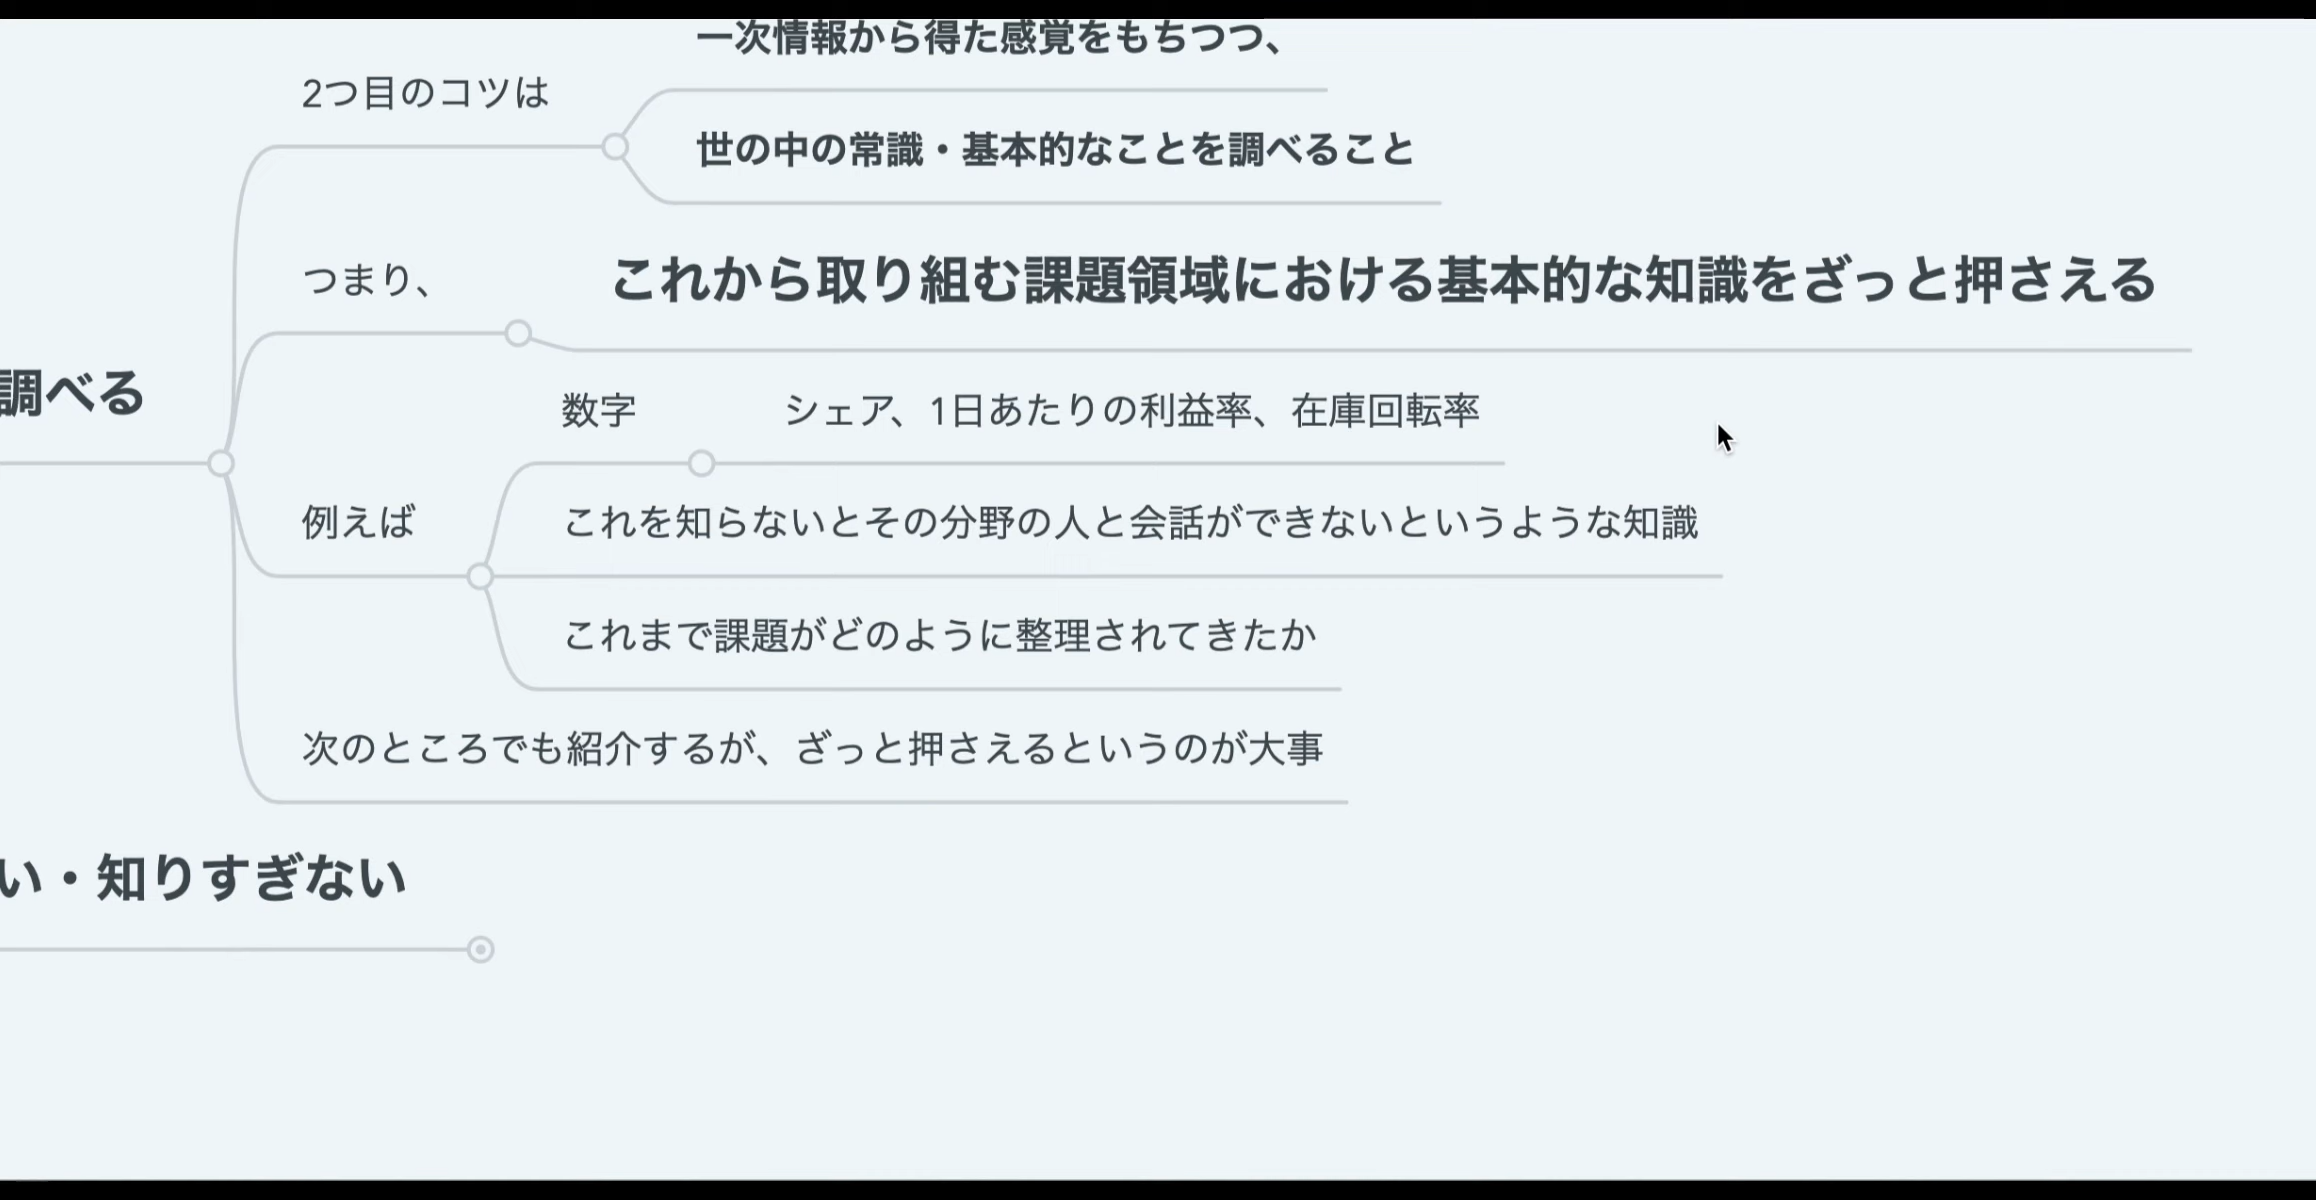 一次情報から得た感覚をもちつつ、
2つ目のコツは
世の中の常識・基本的なことを調べること
つまり、
これから取り組む課題領域における基本的な知識をざっと押さえる
調べる
数字
シェア、1日あたりの利益率、在庫回転率
例えば
これを知らないとその分野の人と会話ができないというような知識
これまで課題がどのように整理されてきたか
次のところでも紹介するが、ざっと押さえるというのが大事
い・知りすぎない